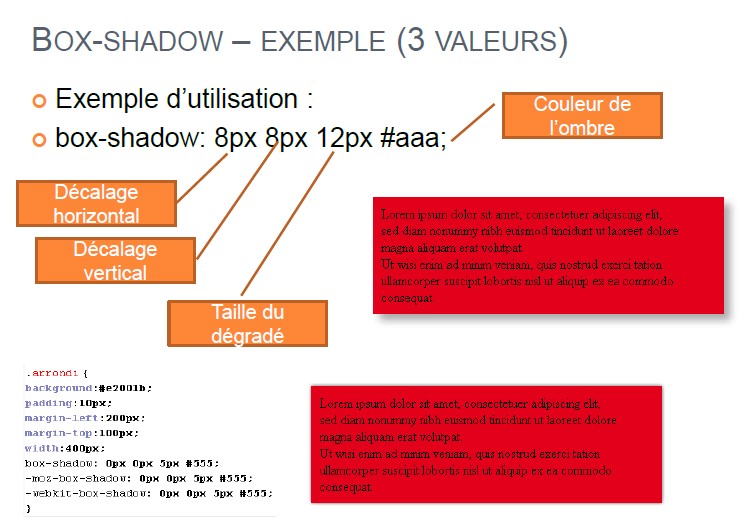 BOX-SHADOW – EXEMPLE (3 VALEURS)
Exemple d'utilisation :
box-shadow: 8px 8px 12px #aaa;
Couleur de
l'ombre
Décalage
horizontal
Décalage
vertical
Taille du
dégradé
Lorem ipsum dolor sit amet, consectetuer adipiscing elit,
sed diam nonummy nibh euismod tincidunt ut laoreet dolore
magna aliquam erat volutpat.
Ut wisi enim ad minim veniam, quis nostrud exerci tation
ullamcorper suscipit lobortis nisl ut aliquip ex ea commodo
consequat.
.arrondi {
background:#e2001b;
padding:10px;
margin-left:200px;
margin-top:100px;
width:400px;
box-shadow: 0px 0px 5px #555;
-moz-box-shadow: 0px 0px 5px #555;
-webkit-box-shadow: 0px 0px 5px #555;
}
Lorem ipsum dolor sit amet, consectetuer adipiscing elit,
sed diam nonummy nibh euismod tincidunt ut laoreet dolore
magna aliquam erat volutpat.
Ut wisi enim ad minim veniam, quis nostrud exerci tation
ullamcorper suscipit lobortis nisl ut aliquip ex ea commodo
consequat.